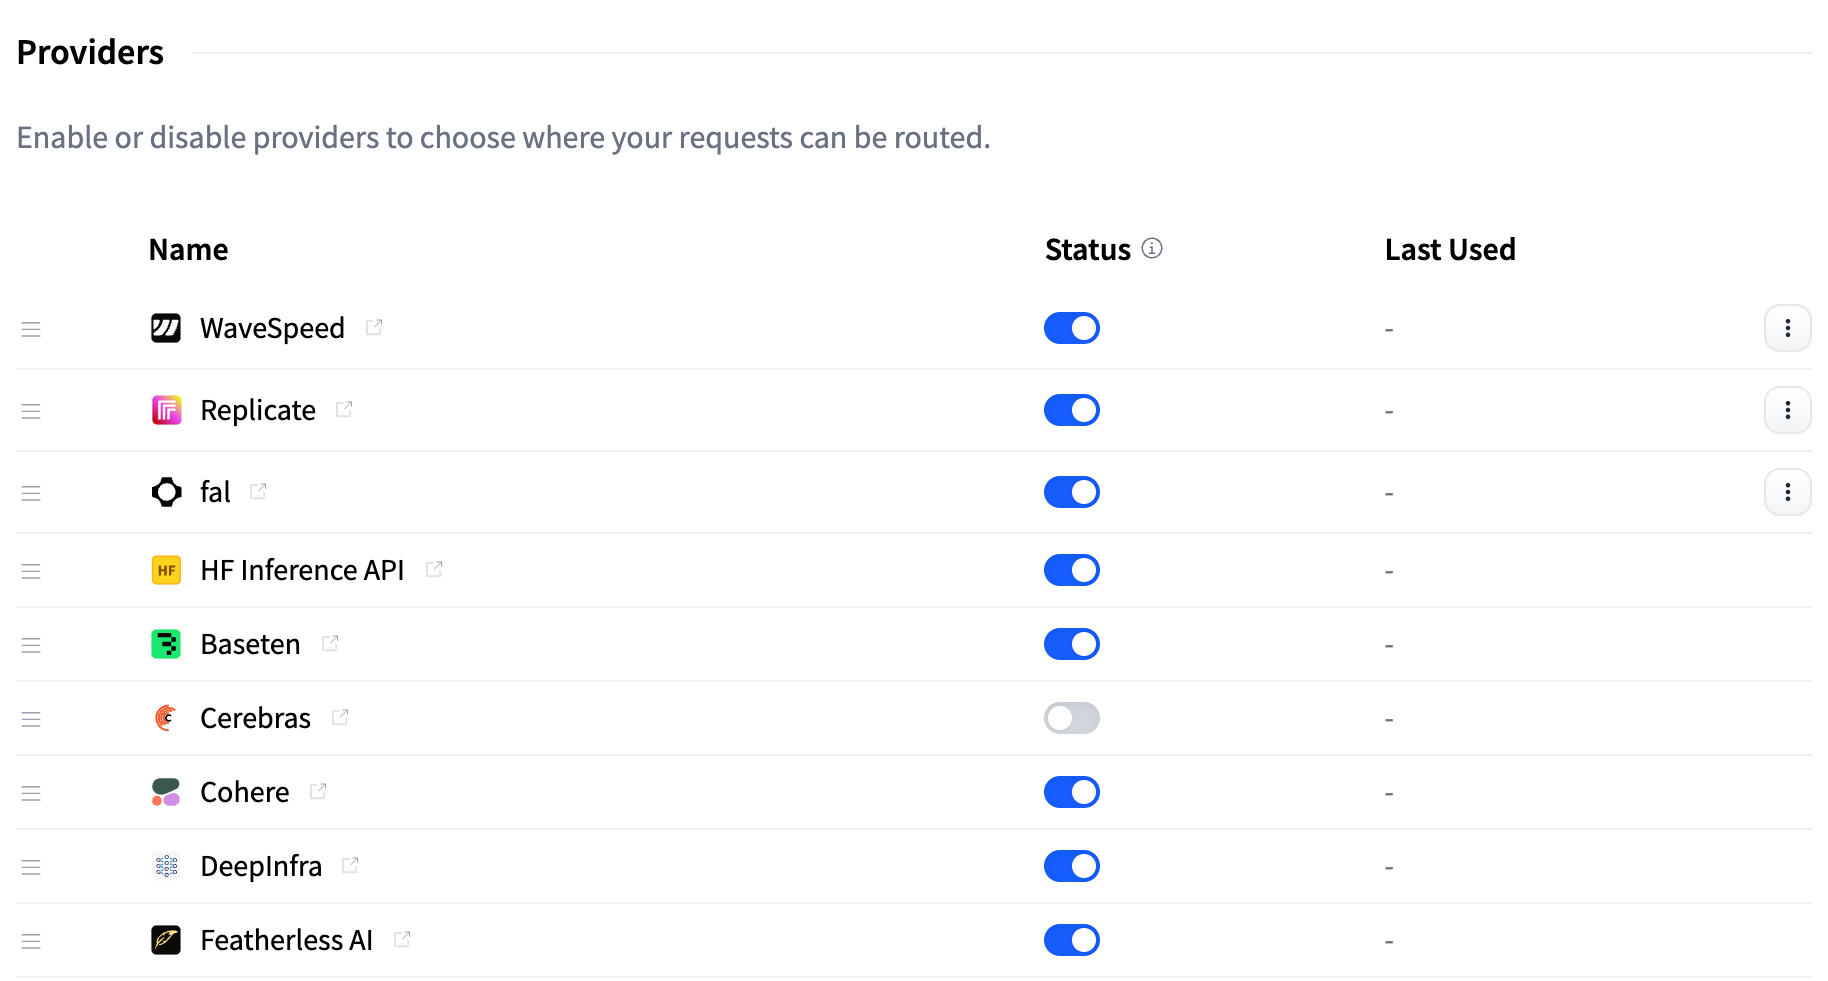 Providers
Enable or disable providers to choose where your requests can be routed.
Name Status Last Used
WaveSpeed -
Replicate -
fal -
HF HF Inference API -
Baseten -
C Cerebras -
Cohere -
DeepInfra -
Featherless AI -